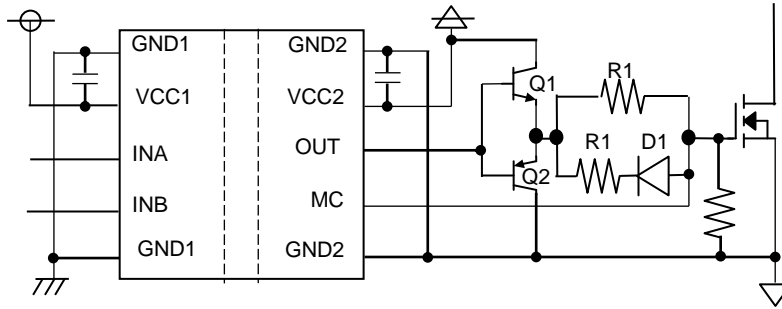 GND1
VCC1
INA
INB
GND1
GND2
VCC2
OUT
MC
GND2
Q1
Q2
R1
R1
D1